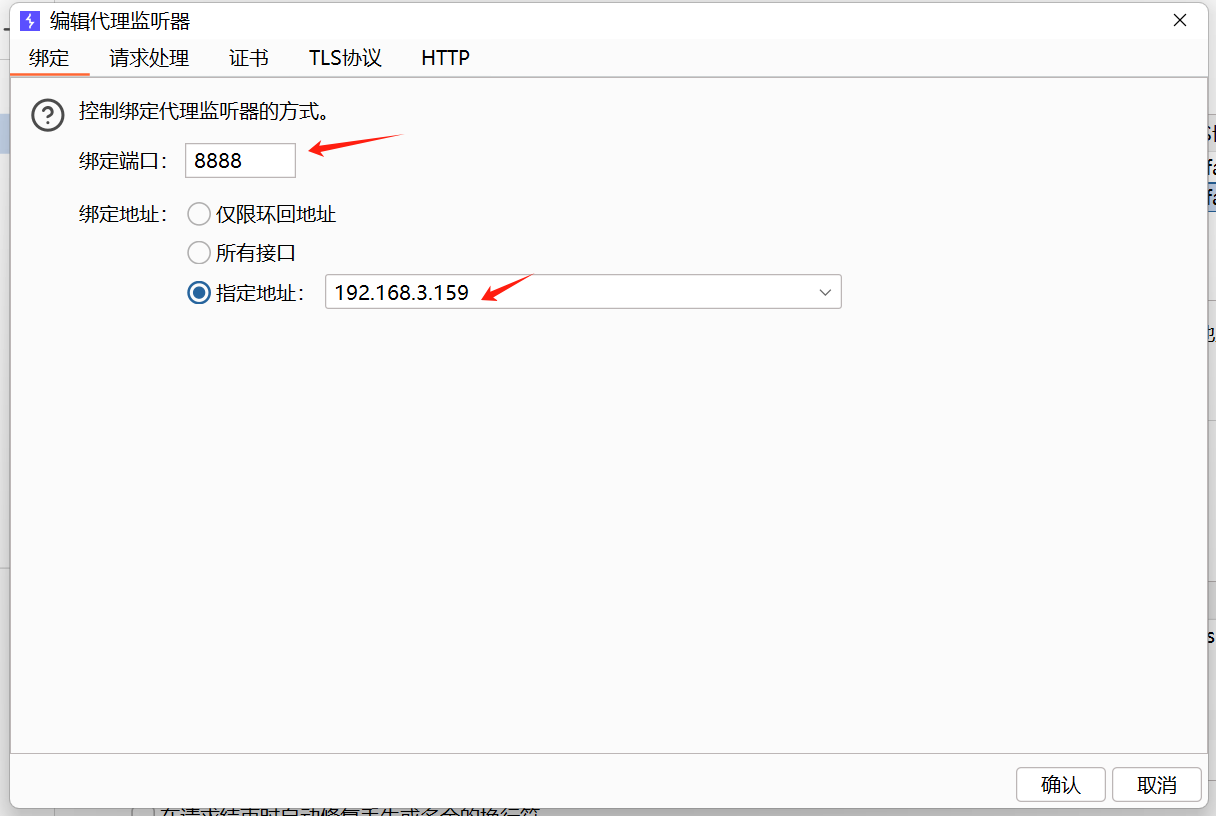 编辑代理监听器
绑定 请求处理 证书 TLS协议 HTTP
控制绑定代理监听器的方式。
绑定端口： 8888
绑定地址： 仅限环回地址
所有接口
指定地址： 192.168.3.159
确认 取消